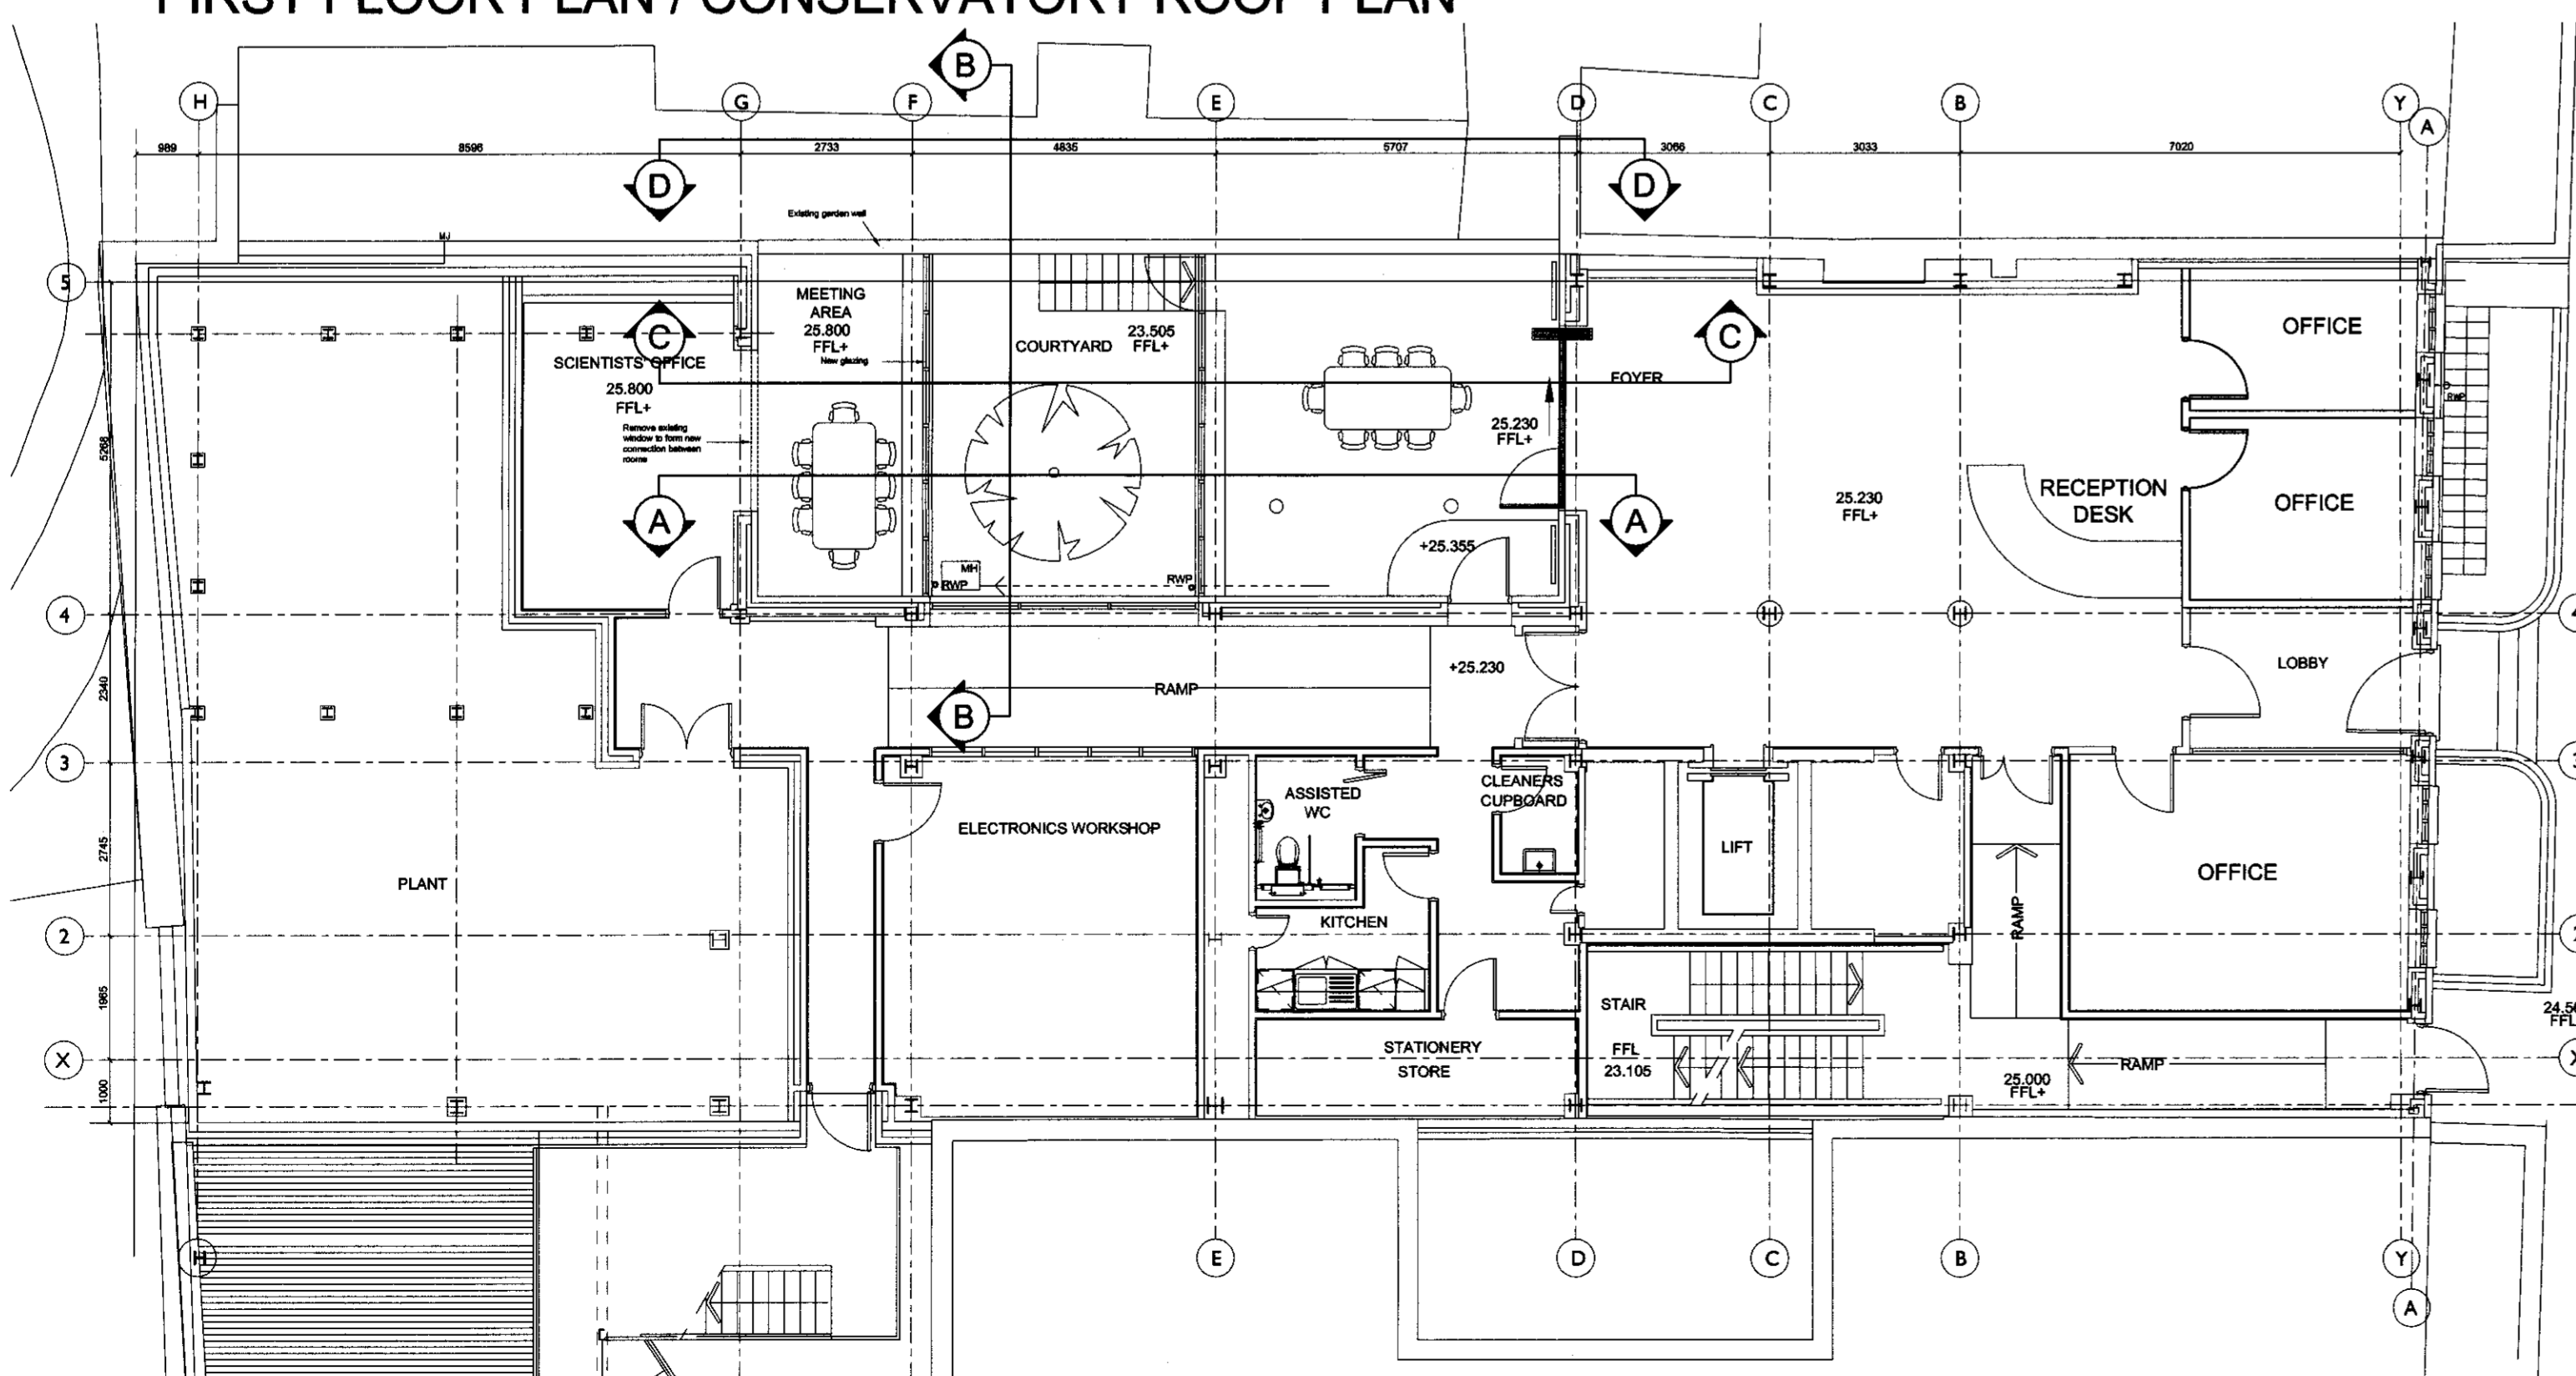 FIRST FLOOR PLAN / CONSERVATORY ROOF PLAN
B
H
G
F
E
D
C
B
Y
A
989
8596
2733
4835
5707
3066
3033
7020
D
D
Existing garden wall
MJ
5
MEETING
AREA
25.800
FFL+
New glazing
COURTYARD
23.505
FFL+
C
SCIENTISTS' OFFICE
25.800
FFL+
Remove existing
window to form new
connection between
rooms
C
FOYER
25.230
FFL+
OFFICE
RWP
5268
A
A
25.230
FFL+
RECEPTION
DESK
OFFICE
+25.355
MH
RWP
RWP
4
4
LOBBY
+25.230
2340
RAMP
B
3
3
CLEANERS
CUPBOARD
ASSISTED
WC
ELECTRONICS WORKSHOP
2745
LIFT
PLANT
OFFICE
RAMP
KITCHEN
2
1965
STAIR
STATIONERY
STORE
FFL
23.105
X
RAMP
25.000
FFL+
1000
E
D
C
B
Y
A